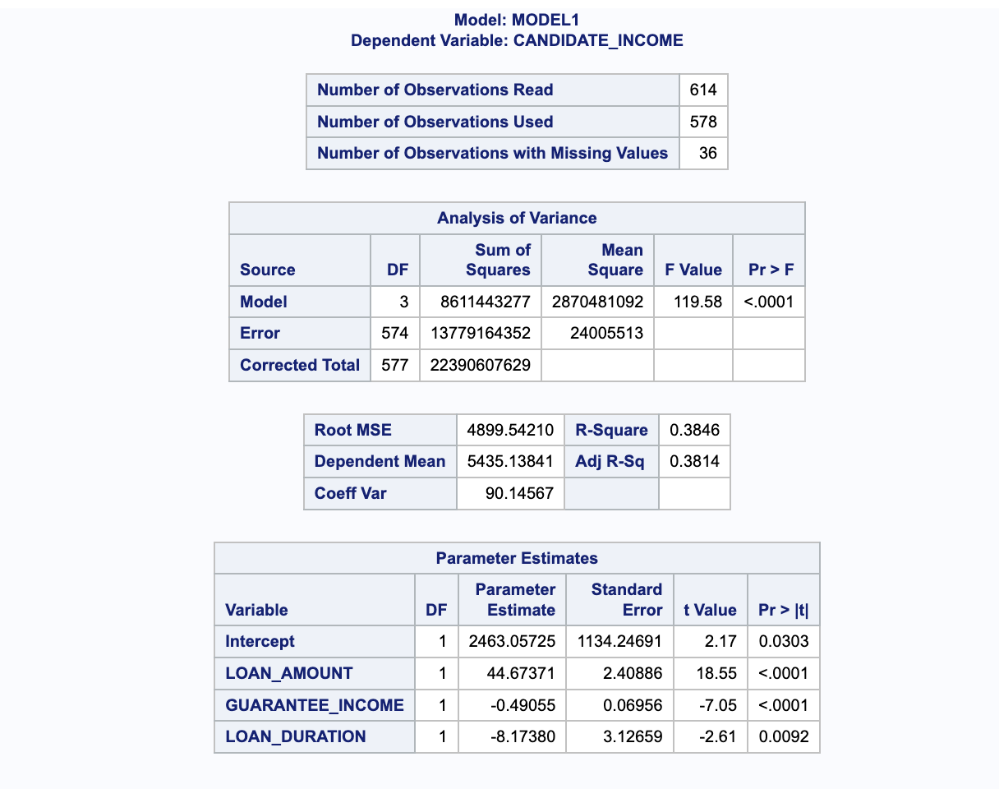 Model: MODEL1
Dependent Variable: CANDIDATE_INCOME
Number of Observations Read 614
Number of Observations Used 578
Number of Observations with Missing Values 36
Analysis of Variance
Source DF Sum of Squares Mean Square F Value Pr > F
Model 3 8611443277 2870481092 119.58 <.0001
Error 574 13779164352 24005513
Corrected Total 577 22390607629
Root MSE 4899.54210 R-Square 0.3846
Dependent Mean 5435.13841 Adj R-Sq 0.3814
Coeff Var 90.14567
Parameter Estimates
Variable DF Parameter Estimate Standard Error t Value Pr > |t|
Intercept 1 2463.05725 1134.24691 2.17 0.0303
LOAN_AMOUNT 1 44.67371 2.40886 18.55 <.0001
GUARANTEE_INCOME 1 -0.49055 0.06956 -7.05 <.0001
LOAN_DURATION 1 -8.17380 3.12659 -2.61 0.0092